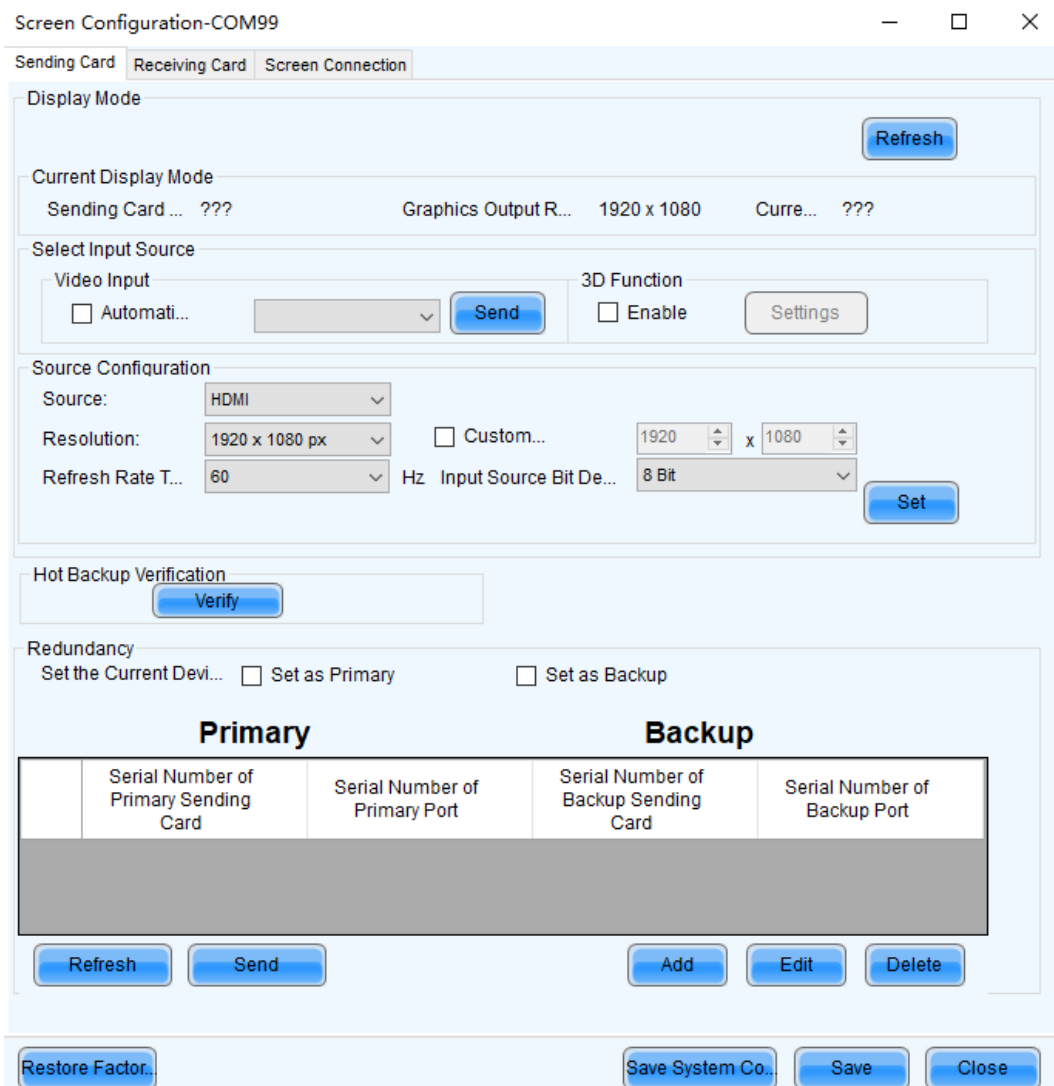 Screen Configuration-COM99
Sending Card Receiving Card Screen Connection
Display Mode
Refresh
Current Display Mode
Sending Card ... ??? Graphics Output R... 1920 x 1080 Curre... ???
Select Input Source
Video Input 3D Function
Automati... Send Enable Settings
Source Configuration
Source: HDMI
Resolution: 1920 x 1080 px Custom... 1920 x 1080
Refresh Rate T... 60 Hz Input Source Bit De... 8 Bit
Set
Hot Backup Verification
Verify
Redundancy
Set the Current Devi... Set as Primary Set as Backup
Primary Backup
Serial Number of
Primary Sending
Card
Serial Number of
Primary Port
Serial Number of
Backup Sending
Card
Serial Number of
Backup Port
Refresh Send Add Edit Delete
Restore Factor... Save System Co... Save Close